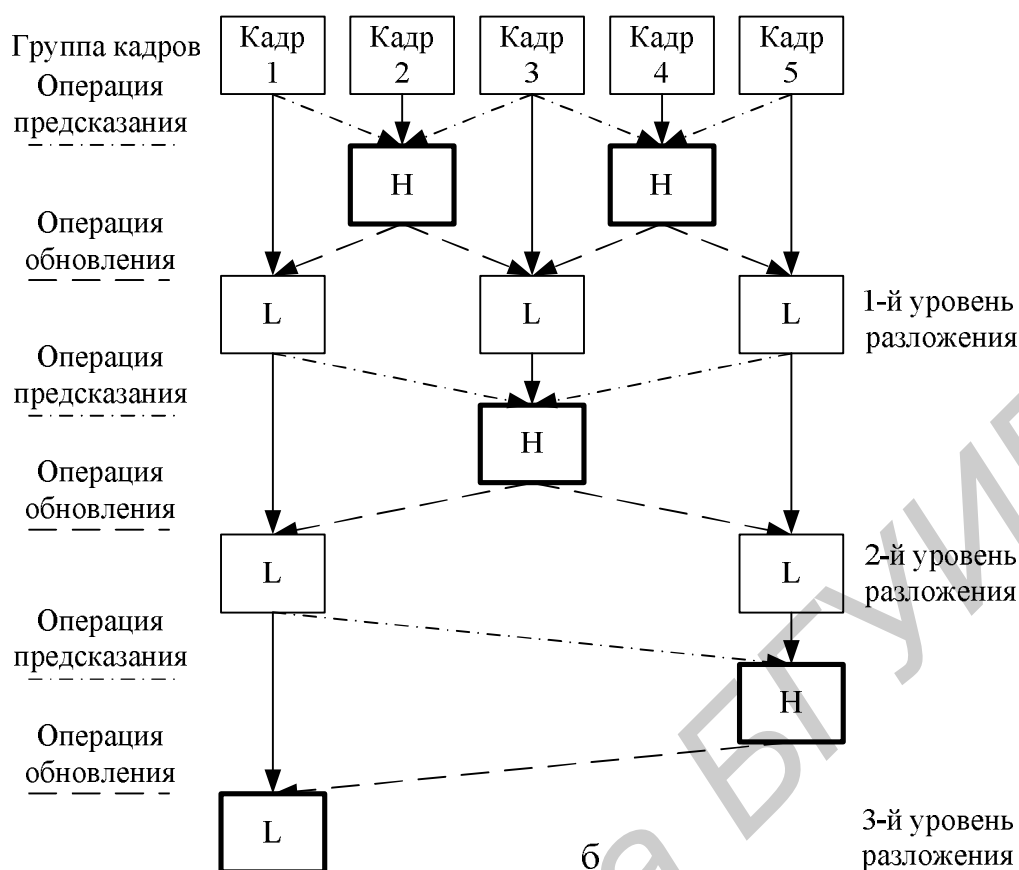 Группа кадров
Кадр
1
Кадр
2
Кадр
3
Кадр
4
Кадр
5
Операция
предсказания
H
H
Операция
обновления
L
L
L
1-й уровень
разложения
Операция
предсказания
H
Операция
обновления
L
L
2-й уровень
разложения
Операция
предсказания
H
Операция
обновления
L
б
3-й уровень
разложения